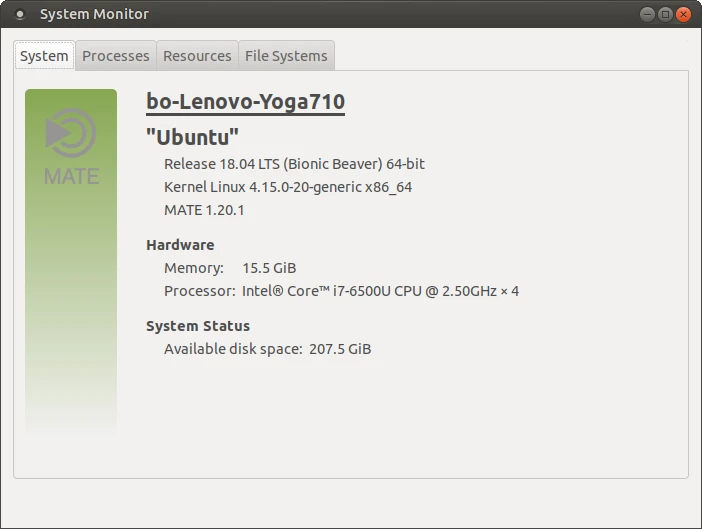 System Monitor
System Processes Resources File Systems
MATE
bo-Lenovo-Yoga710
"Ubuntu"
Release 18.04 LTS (Bionic Beaver) 64-bit
Kernel Linux 4.15.0-20-generic x86_64
MATE 1.20.1
Hardware
Memory: 15.5 GiB
Processor: Intel® Core™ i7-6500U CPU @ 2.50GHz × 4
System Status
Available disk space: 207.5 GiB